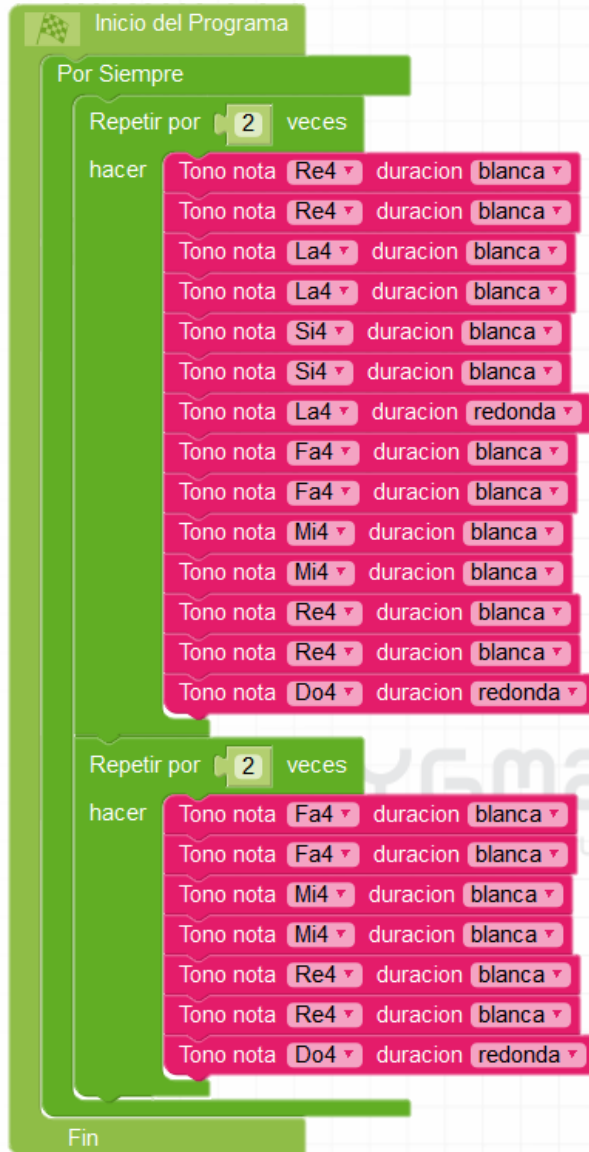 Inicio del Programa
Por Siempre
Repetir por 2 veces
hacer Tono nota Re4 duracion blanca
Tono nota Re4 duracion blanca
Tono nota La4 duracion blanca
Tono nota La4 duracion blanca
Tono nota Si4 duracion blanca
Tono nota Si4 duracion blanca
Tono nota La4 duracion redonda
Tono nota Fa4 duracion blanca
Tono nota Fa4 duracion blanca
Tono nota Mi4 duracion blanca
Tono nota Mi4 duracion blanca
Tono nota Re4 duracion blanca
Tono nota Re4 duracion blanca
Tono nota Do4 duracion redonda
Repetir por 2 veces
hacer Tono nota Fa4 duracion blanca
Tono nota Fa4 duracion blanca
Tono nota Mi4 duracion blanca
Tono nota Mi4 duracion blanca
Tono nota Re4 duracion blanca
Tono nota Re4 duracion blanca
Tono nota Do4 duracion redonda
Fin